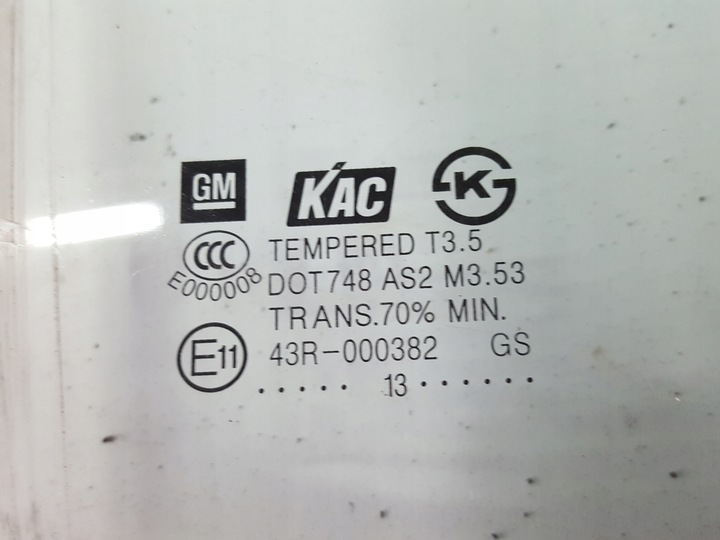 GM KAC KS
CCC TEMPERED T3.5
E000008 DOT748 AS2 M3.53
TRANS.70% MIN.
E11 43R-000382 GS
..... 13 ......